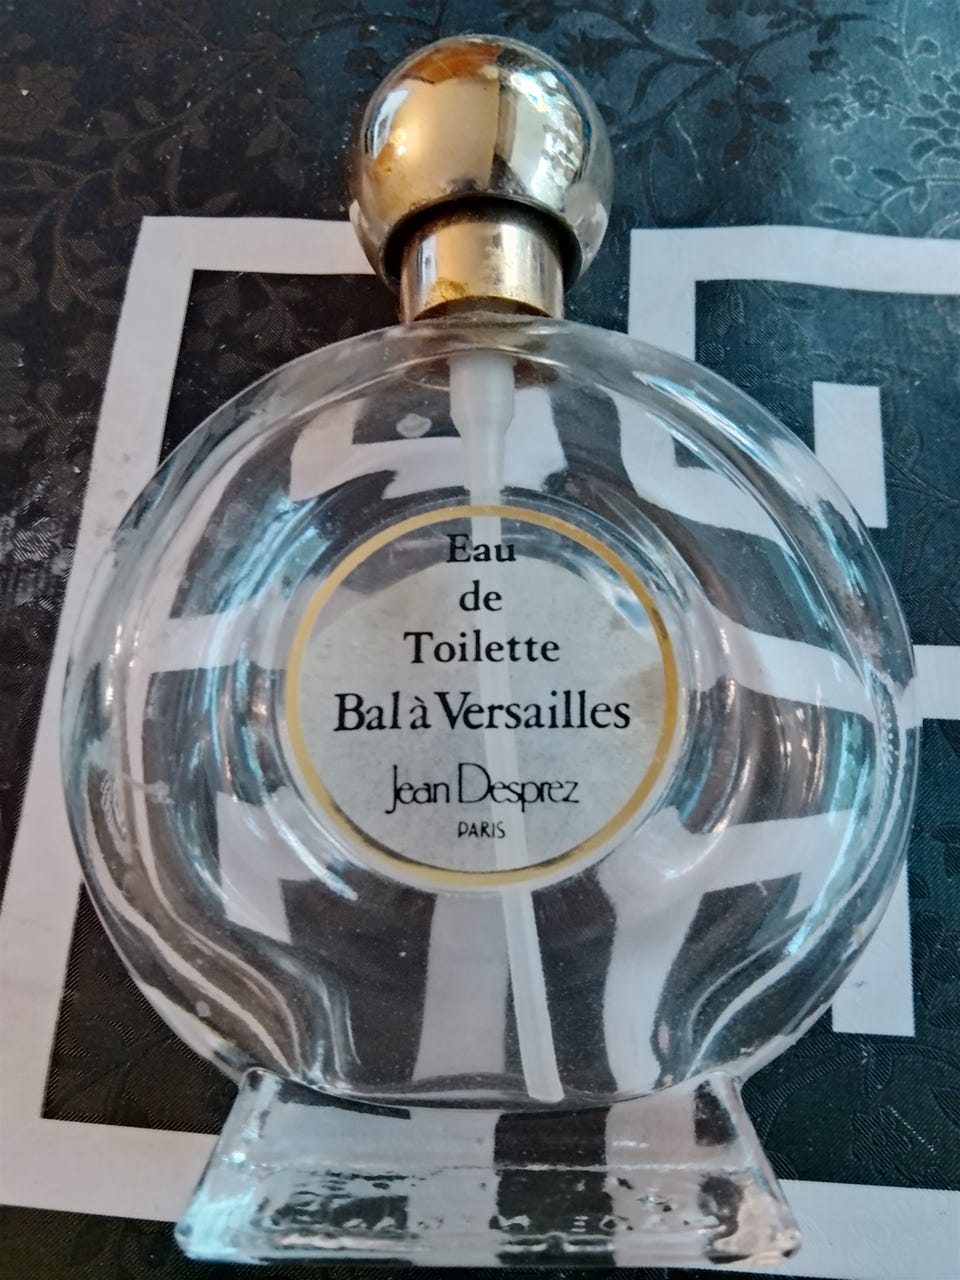 Eau
de
Toilette
Bal à Versailles
Jean Desprez
PARIS